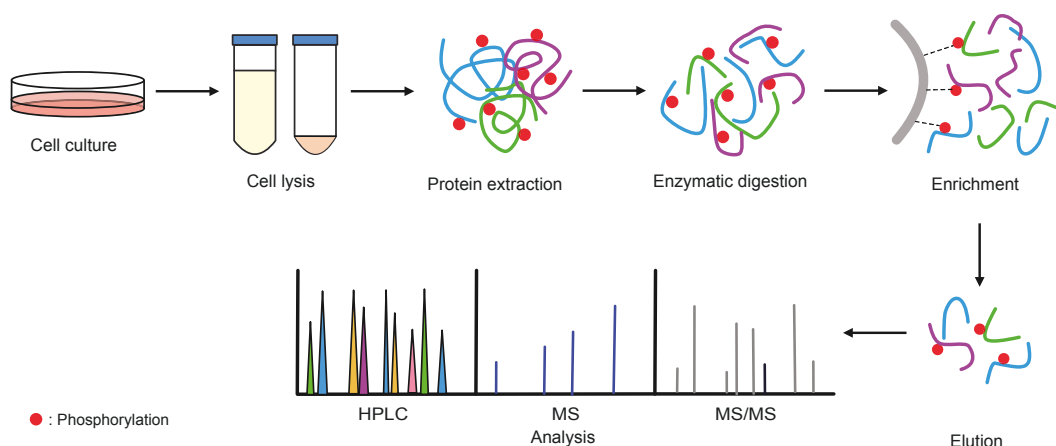 Cell culture
Cell lysis
Protein extraction
Enzymatic digestion
Enrichment
HPLC
MS
MS/MS
Analysis
Elution
: Phosphorylation